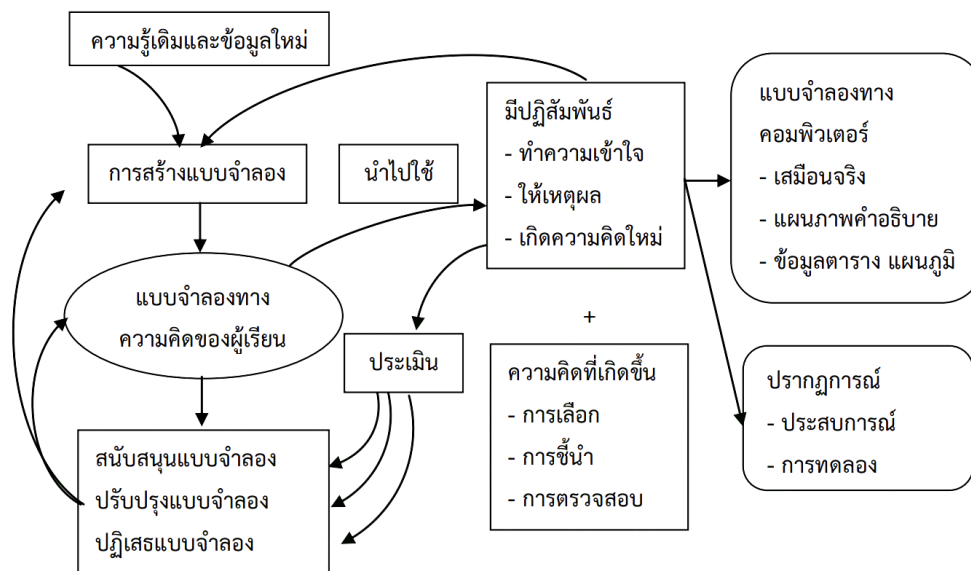 ความรู้เดิมและข้อมูลใหม่
การสร้างแบบจำลอง
นำไปใช้
มีปฏิสัมพันธ์
- ทำความเข้าใจ
- ให้เหตุผล
- เกิดความคิดใหม่
แบบจำลองทาง
คอมพิวเตอร์
- เสมือนจริง
- แผนภาพคำอธิบาย
- ข้อมูลตาราง แผนภูมิ
แบบจำลองทาง
ความคิดของผู้เรียน
+
ประเมิน
ความคิดที่เกิดขึ้น
- การเลือก
- การชี้นำ
- การตรวจสอบ
ปรากฏการณ์
- ประสบการณ์
- การทดลอง
สนับสนุนแบบจำลอง
ปรับปรุงแบบจำลอง
ปฏิเสธแบบจำลอง